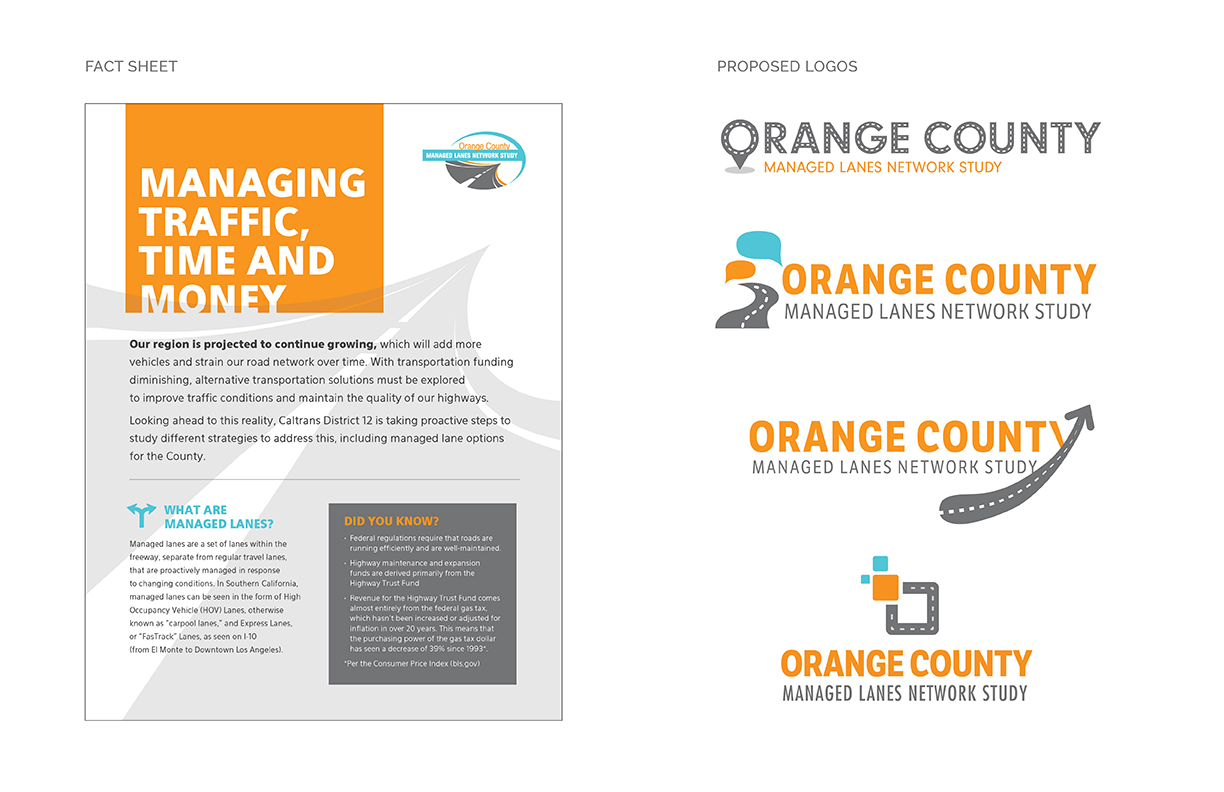 FACT SHEET
MANAGING
TRAFFIC,
TIME AND
MONEY
Orange County
MANAGED LANES NETWORK STUDY
Our region is projected to continue growing, which will add more
vehicles and strain our road network over time. With transportation funding
diminishing, alternative transportation solutions must be explored
to improve traffic conditions and maintain the quality of our highways.
Looking ahead to this reality, Caltrans District 12 is taking proactive steps to
study different strategies to address this, including managed lane options
for the County.
WHAT ARE
MANAGED LANES?
Managed lanes are a set of lanes within the
freeway, separate from regular travel lanes,
that are proactively managed in response
to changing conditions. In Southern California,
managed lanes can be seen in the form of High
Occupancy Vehicle (HOV) Lanes, otherwise
known as "carpool lanes," and Express Lanes,
or "FasTrack" Lanes, as seen on I-10
(from El Monte to Downtown Los Angeles).
DID YOU KNOW?
· Federal regulations require that roads are
running efficiently and are well-maintained.
· Highway maintenance and expansion
funds are derived primarily from the
Highway Trust Fund
· Revenue for the Highway Trust Fund comes
almost entirely from the federal gas tax,
which hasn't been increased or adjusted for
inflation in over 20 years. This means that
the purchasing power of the gas tax dollar
has seen a decrease of 39% since 1993*.
*Per the Consumer Price Index (bls.gov)
PROPOSED LOGOS
ORANGE COUNTY
MANAGED LANES NETWORK STUDY
ORANGE COUNTY
MANAGED LANES NETWORK STUDY
ORANGE COUNTY
MANAGED LANES NETWORK STUDY
ORANGE COUNTY
MANAGED LANES NETWORK STUDY